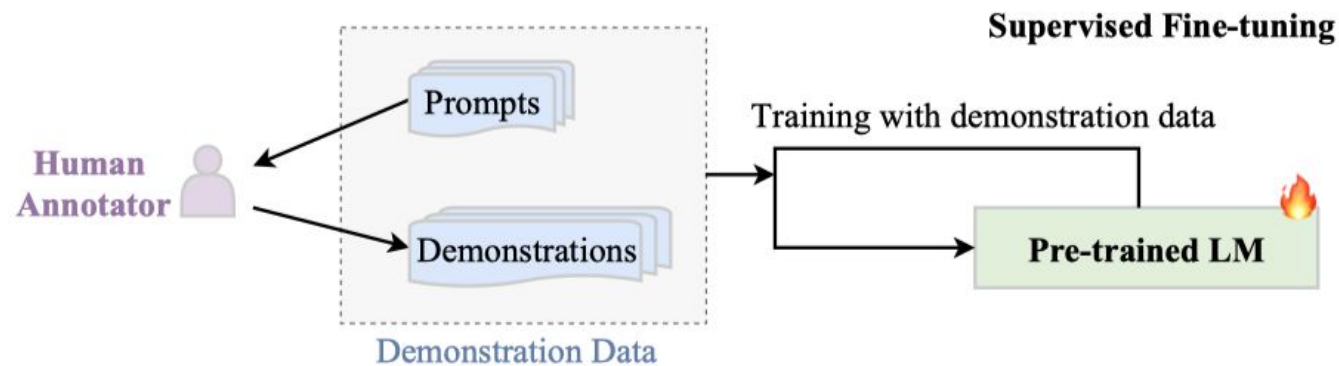 Supervised Fine-tuning
Prompts
Training with demonstration data
Human
Annotator
Demonstrations
Pre-trained LM
Demonstration Data